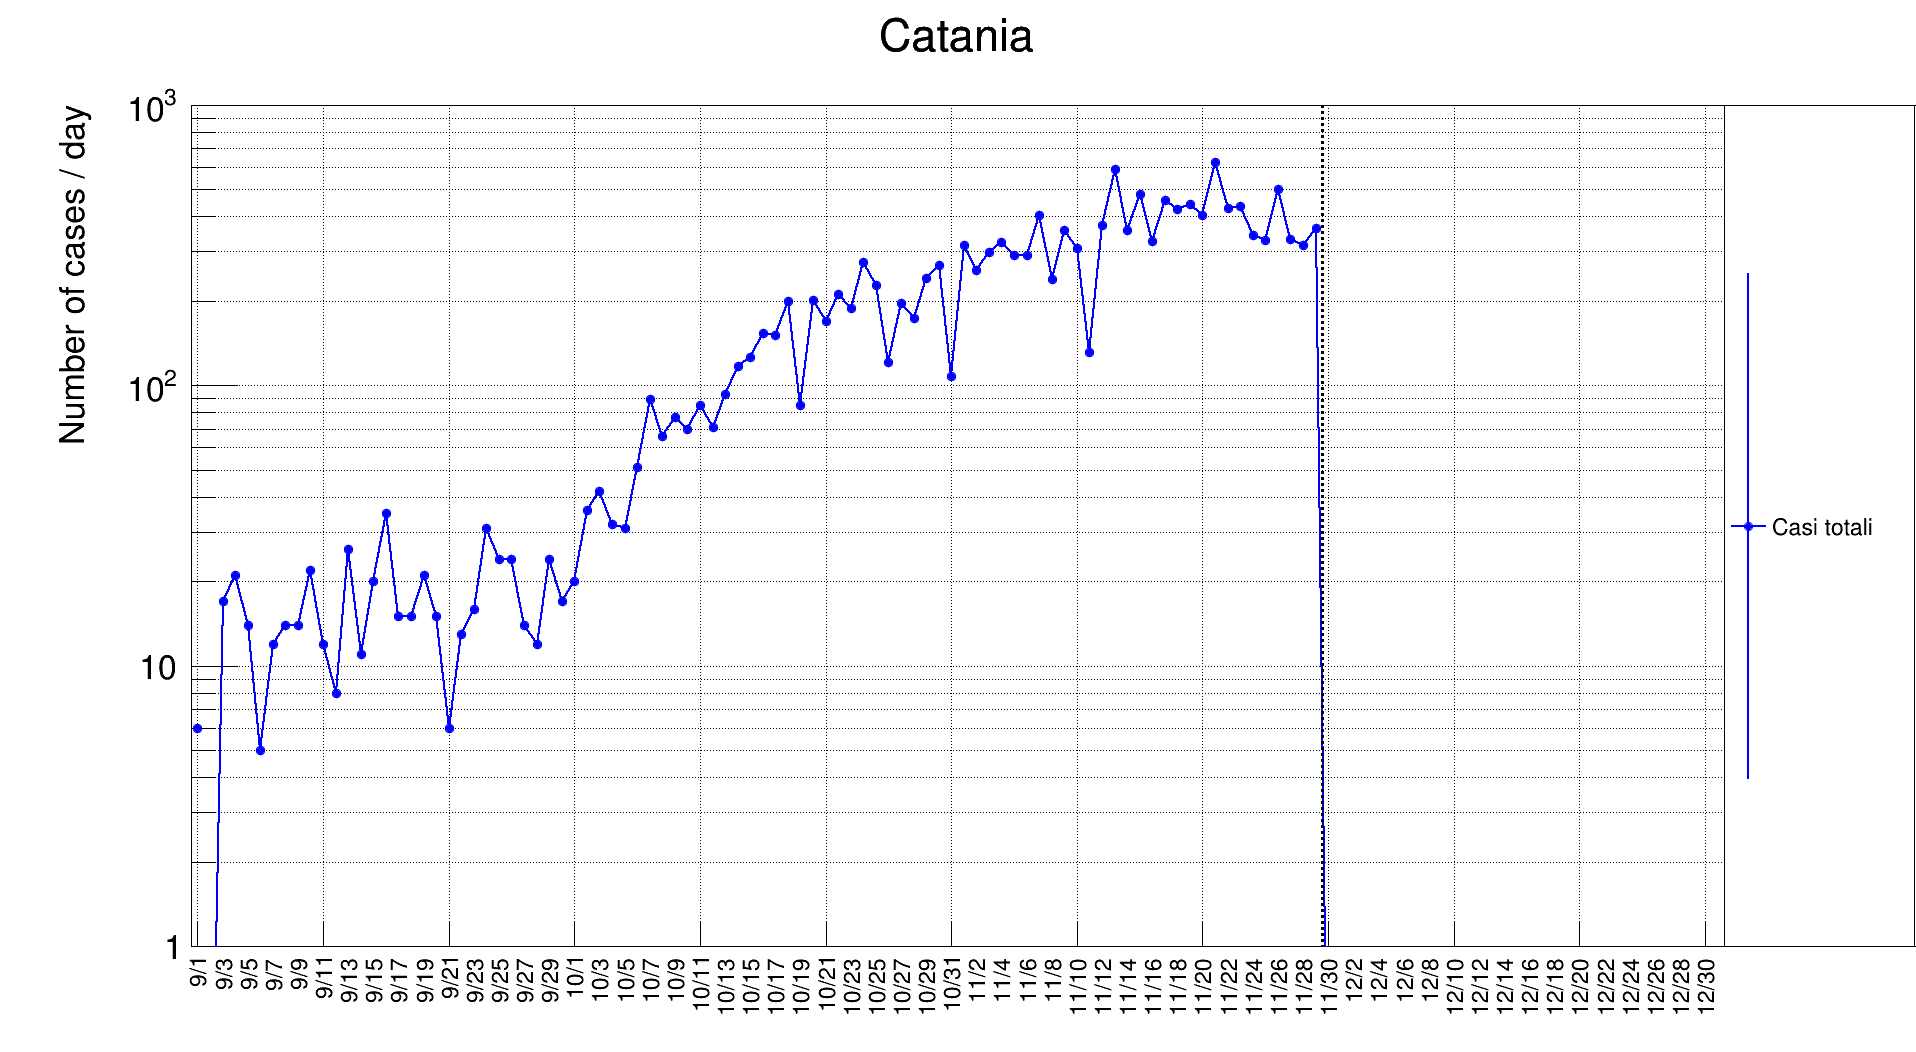 Catania
Number of cases / day
10³
10²
10
1
9/1 9/3 9/5 9/7 9/9 9/11 9/13 9/15 9/17 9/19 9/21 9/23 9/25 9/27 9/29 10/1 10/3 10/5 10/7 10/9 10/11 10/13 10/15 10/17 10/19 10/21 10/23 10/25 10/27 10/29 10/31 11/2 11/4 11/6 11/8 11/10 11/12 11/14 11/16 11/18 11/20 11/22 11/24 11/26 11/28 11/30 12/2 12/4 12/6 12/8 12/10 12/12 12/14 12/16 12/18 12/20 12/22 12/24 12/26 12/28 12/30
Casi totali